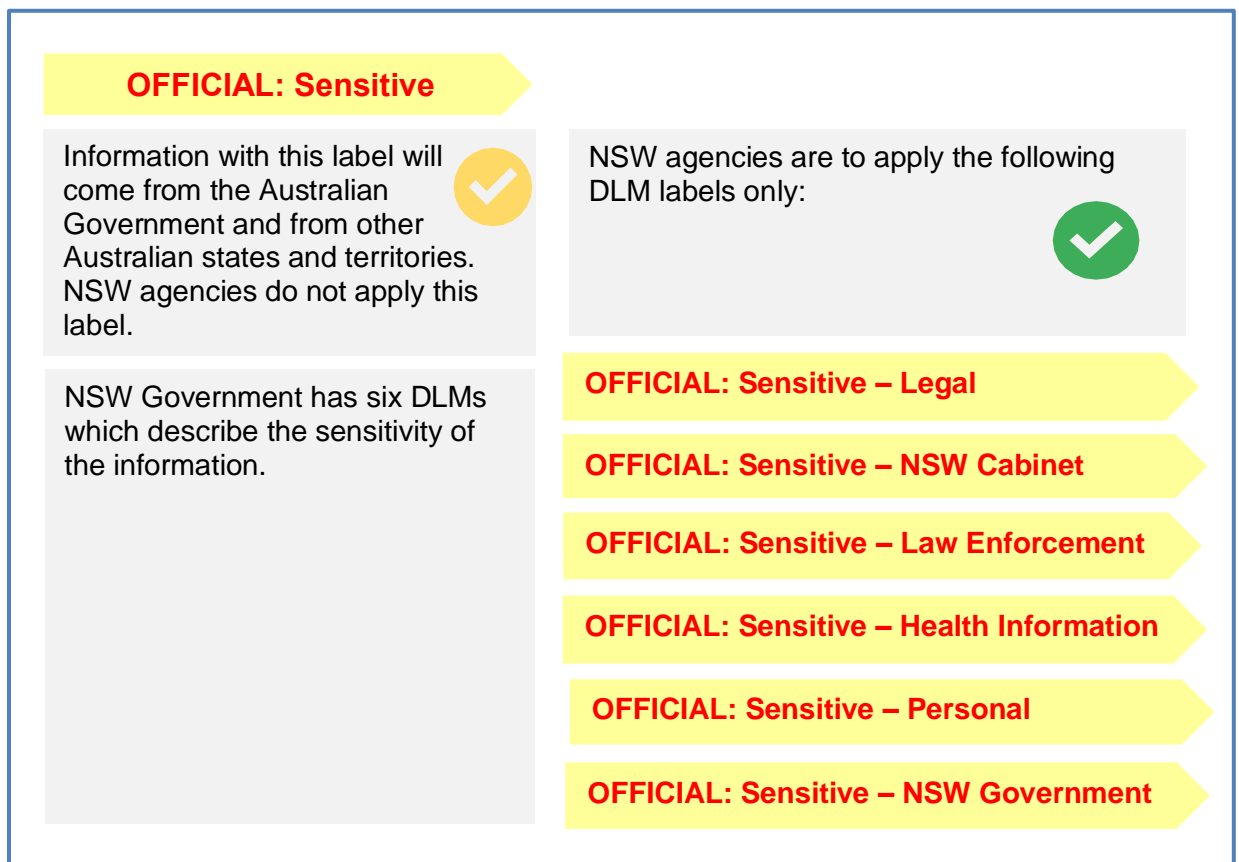 OFFICIAL: Sensitive
Information with this label will
come from the Australian
Government and from other
Australian states and territories.
NSW agencies do not apply this
label.
NSW agencies are to apply the following
DLM labels only:
NSW Government has six DLMs
which describe the sensitivity of
the information.
OFFICIAL: Sensitive – Legal
OFFICIAL: Sensitive – NSW Cabinet
OFFICIAL: Sensitive – Law Enforcement
OFFICIAL: Sensitive – Health Information
OFFICIAL: Sensitive – Personal
OFFICIAL: Sensitive – NSW Government